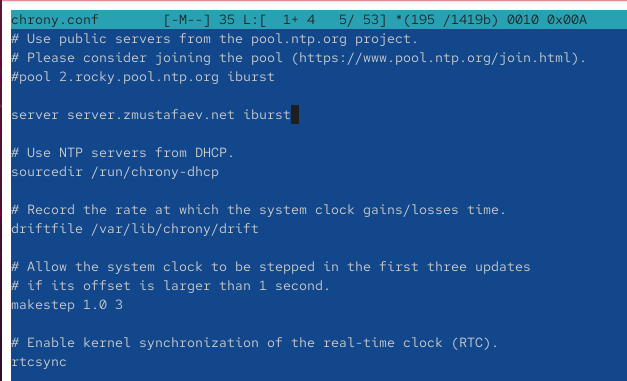 chrony.conf [-M--] 35 L:[ 1+ 4 5/ 53] *(195 /1419b) 0010 0x00A
# Use public servers from the pool.ntp.org project.
# Please consider joining the pool (https://www.pool.ntp.org/join.html).
#pool 2.rocky.pool.ntp.org iburst
server server.zmustafaev.net iburst
# Use NTP servers from DHCP.
sourcedir /run/chrony-dhcp
# Record the rate at which the system clock gains/losses time.
driftfile /var/lib/chrony/drift
# Allow the system clock to be stepped in the first three updates
# if its offset is larger than 1 second.
makestep 1.0 3
# Enable kernel synchronization of the real-time clock (RTC).
rtcsync